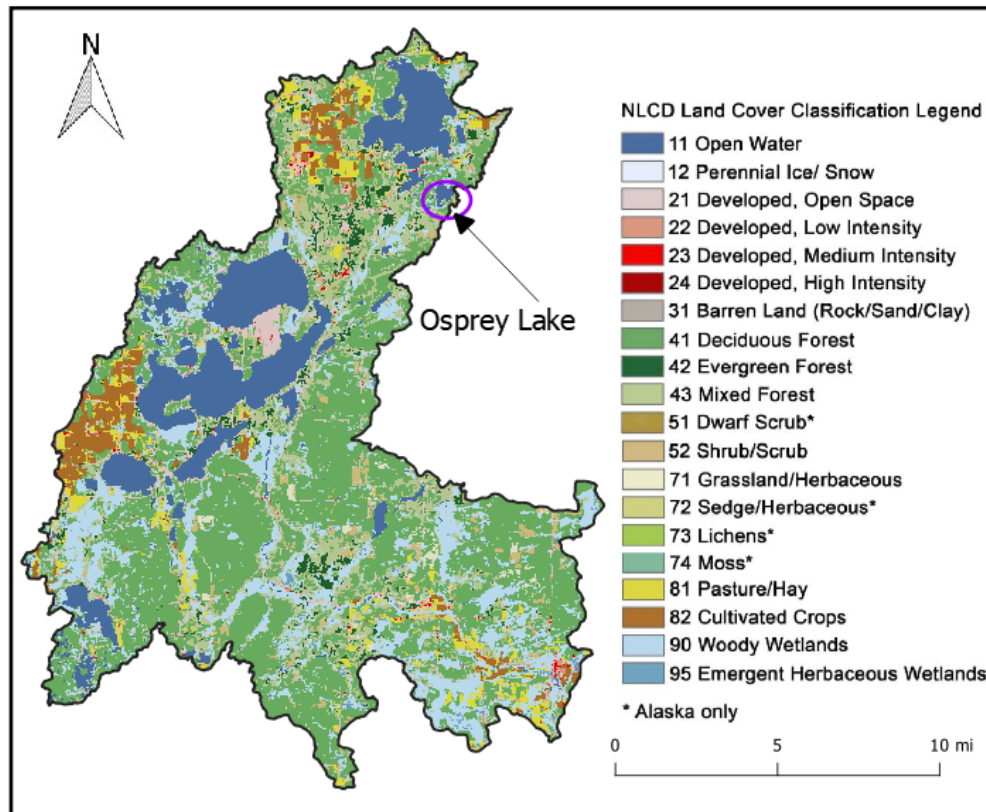 N
NLCD Land Cover Classification Legend
11 Open Water
12 Perennial Ice/ Snow
21 Developed, Open Space
22 Developed, Low Intensity
23 Developed, Medium Intensity
24 Developed, High Intensity
31 Barren Land (Rock/Sand/Clay)
41 Deciduous Forest
42 Evergreen Forest
43 Mixed Forest
51 Dwarf Scrub*
52 Shrub/Scrub
71 Grassland/Herbaceous
72 Sedge/Herbaceous*
73 Lichens*
74 Moss*
81 Pasture/Hay
82 Cultivated Crops
90 Woody Wetlands
95 Emergent Herbaceous Wetlands
* Alaska only
Osprey Lake
0 5 10 mi